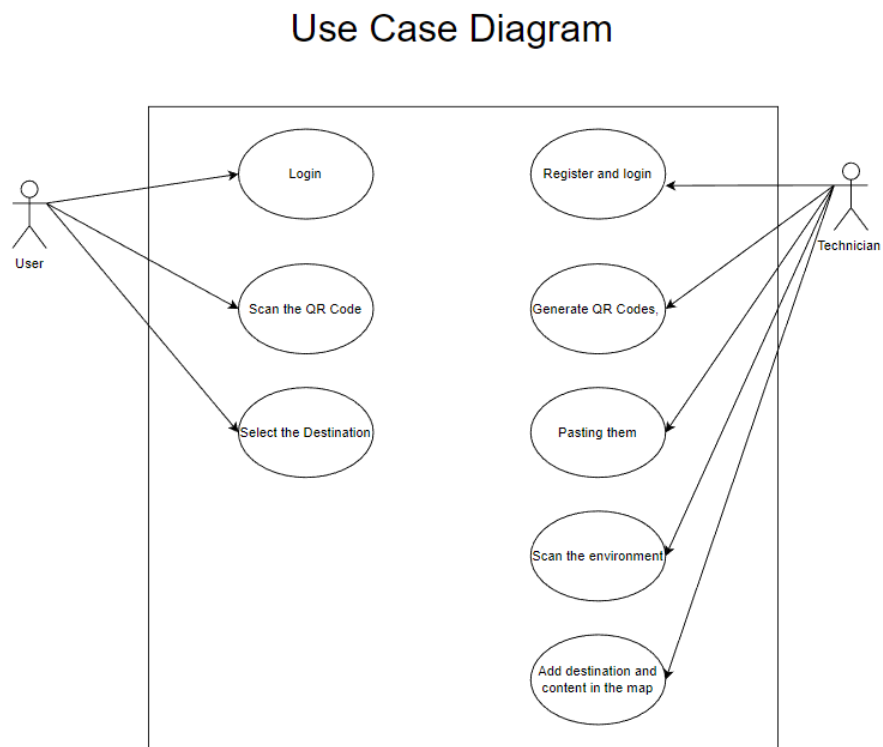 Use Case Diagram
Login
Register and login
User
Technician
Scan the QR Code
Generate QR Codes,
Select the Destination
Pasting them
Scan the environment
Add destination and
content in the map